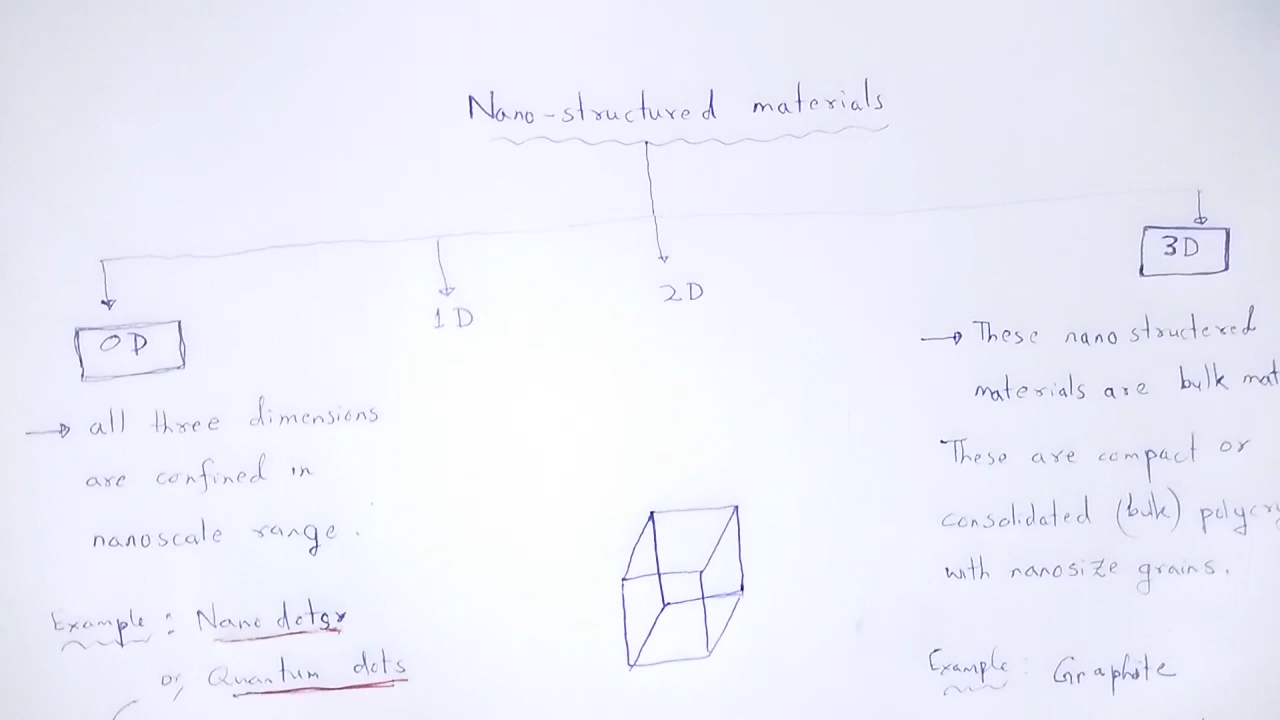 Nano-structured materials
0D
1D
2D
3D
→ all three dimensions
are confined in
nanoscale range.
Example: Nano dots
or, Quantum dots
→ These nano structered
materials are bulk mat
These are compact or
consolidated (bulk) polycry
with nanosize grains.
Example: Graphite